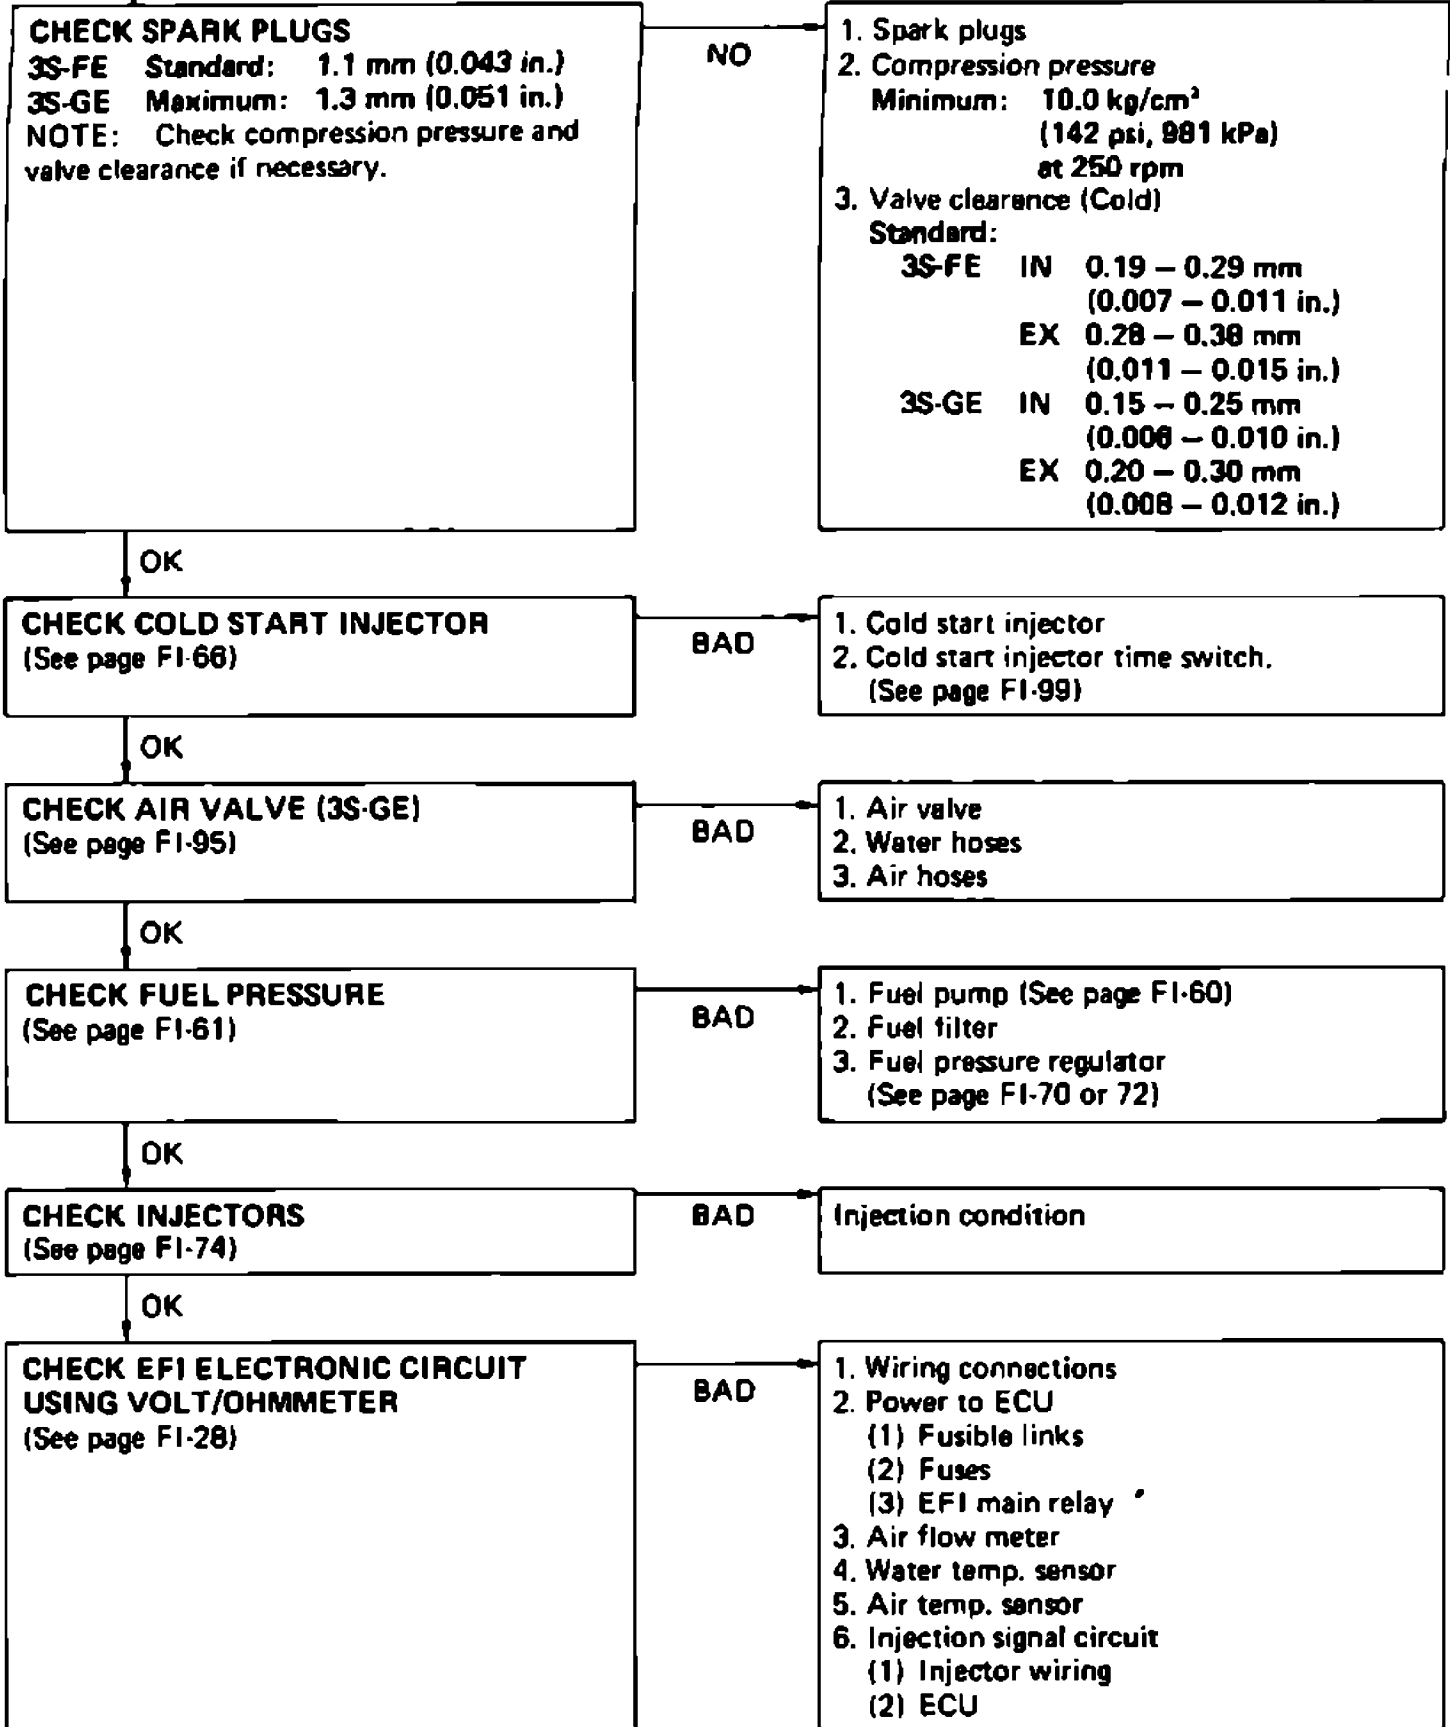 CHECK SPARK PLUGS
3S-FE Standard: 1.1 mm (0.043 in.)
3S-GE Maximum: 1.3 mm (0.051 in.)
NOTE: Check compression pressure and
valve clearance if necessary.
NO
1. Spark plugs
2. Compression pressure
Minimum: 10.0 kg/cm²
(142 psi, 981 kPa)
at 250 rpm
3. Valve clearance (Cold)
Standard:
3S-FE IN 0.19 – 0.29 mm
(0.007 – 0.011 in.)
EX 0.28 – 0.38 mm
(0.011 – 0.015 in.)
3S-GE IN 0.15 – 0.25 mm
(0.006 – 0.010 in.)
EX 0.20 – 0.30 mm
(0.008 – 0.012 in.)
OK
CHECK COLD START INJECTOR
(See page FI-66)
BAD
1. Cold start injector
2. Cold start injector time switch.
(See page FI-99)
OK
CHECK AIR VALVE (3S-GE)
(See page FI-95)
BAD
1. Air valve
2. Water hoses
3. Air hoses
OK
CHECK FUEL PRESSURE
(See page FI-61)
BAD
1. Fuel pump (See page FI-60)
2. Fuel filter
3. Fuel pressure regulator
(See page FI-70 or 72)
OK
CHECK INJECTORS
(See page FI-74)
BAD
Injection condition
OK
CHECK EFI ELECTRONIC CIRCUIT
USING VOLT/OHMMETER
(See page FI-28)
BAD
1. Wiring connections
2. Power to ECU
(1) Fusible links
(2) Fuses
(3) EFI main relay
3. Air flow meter
4. Water temp. sensor
5. Air temp. sensor
6. Injection signal circuit
(1) Injector wiring
(2) ECU